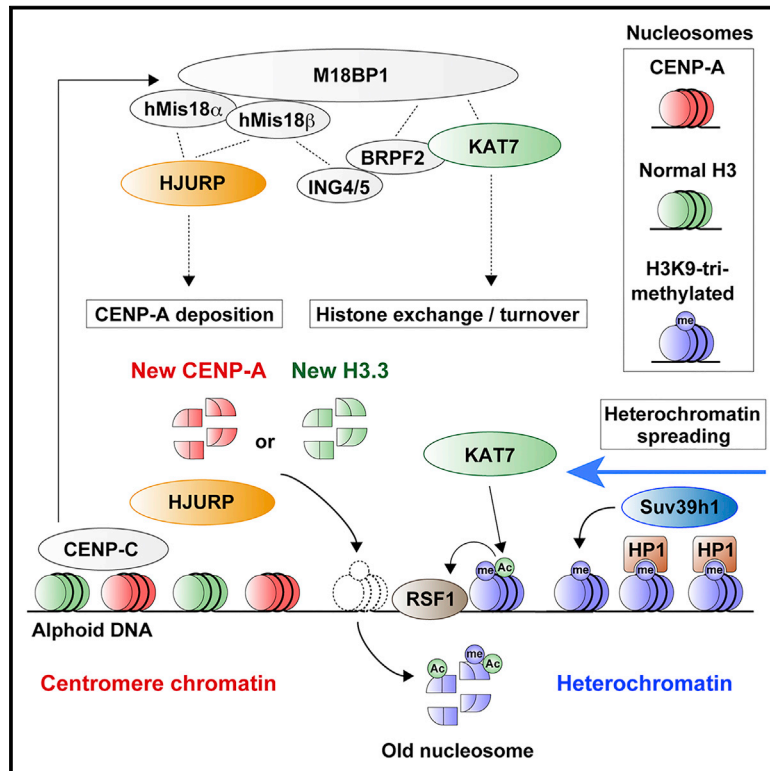 Nucleosomes
CENP-A
Normal H3
H3K9-tri-
methylated
me
M18BP1
hMis18α
hMis18β
BRPF2
KAT7
HJURP
ING4/5
CENP-A deposition
Histone exchange / turnover
New CENP-A
New H3.3
or
Heterochromatin
spreading
KAT7
HJURP
Suv39h1
CENP-C
HP1
HP1
me
Ac
me
me
me
RSF1
Alphoid DNA
Centromere chromatin
Heterochromatin
Ac
me
Ac
Old nucleosome